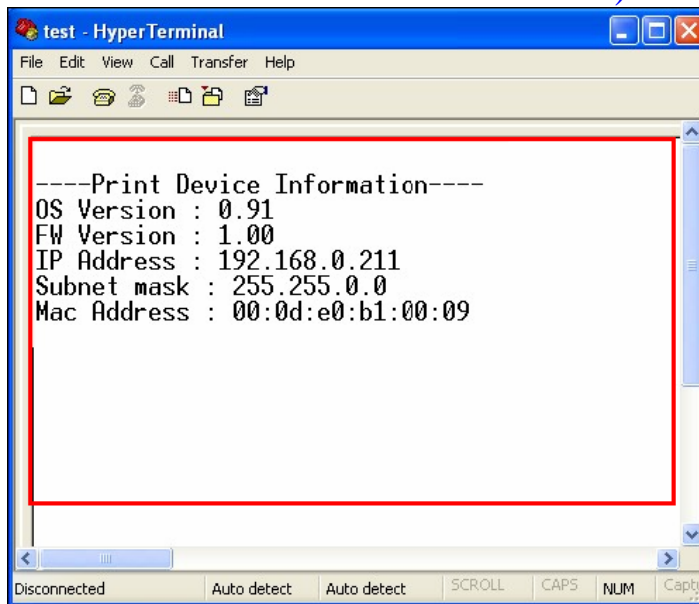 test - HyperTerminal
File Edit View Call Transfer Help
----Print Device Information----
OS Version : 0.91
FW Version : 1.00
IP Address : 192.168.0.211
Subnet mask : 255.255.0.0
Mac Address : 00:0d:e0:b1:00:09
Disconnected Auto detect Auto detect SCROLL CAPS NUM